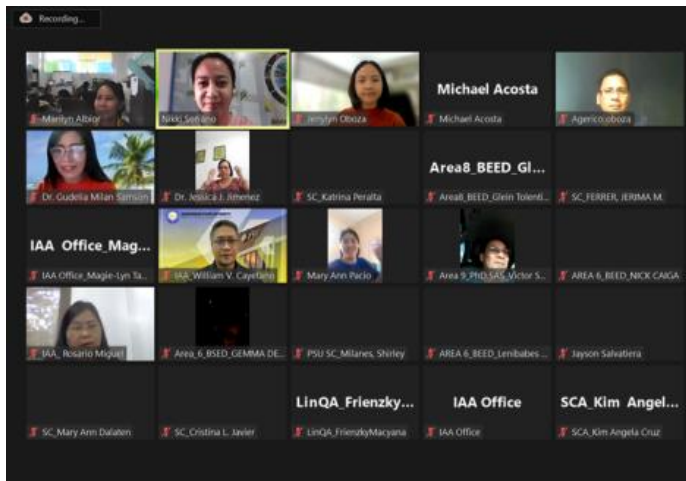 Recording...
Marilyn Albior
Nikki Soriano
Jerrylyn Oboza
Michael Acosta
Michael Acosta
Agerico oboza
Dr. Gudelia Milan Samson
Dr. Jessica J. Jimenez
SC_Katrina Peralta
Area8_BEED_Gl...
Area8_BEED_Glein Tolenti...
SC_FERRER, JERIMA M.
IAA Office_Mag...
IAA Office_Magie-Lyn Ta...
IAA_William V. Cayetano
Mary Ann Pacio
Area 9_PhD.SAS_Victor S...
AREA 6_BEED_NICK CAIGA
IAA_ Rosario Miguel
Area_6_BSED_GEMMA DE...
PSU SC_Milanes, Shirley
AREA 6_BEED_Lenibabes ...
Jayson Salvatiera
SC_Mary Ann Dalaten
SC_Cristina L. Javier
LinQA_Frienzky...
LinQA_FrienzkyMacyana
IAA Office
IAA Office
SCA_Kim Angel...
SCA_Kim Angela Cruz